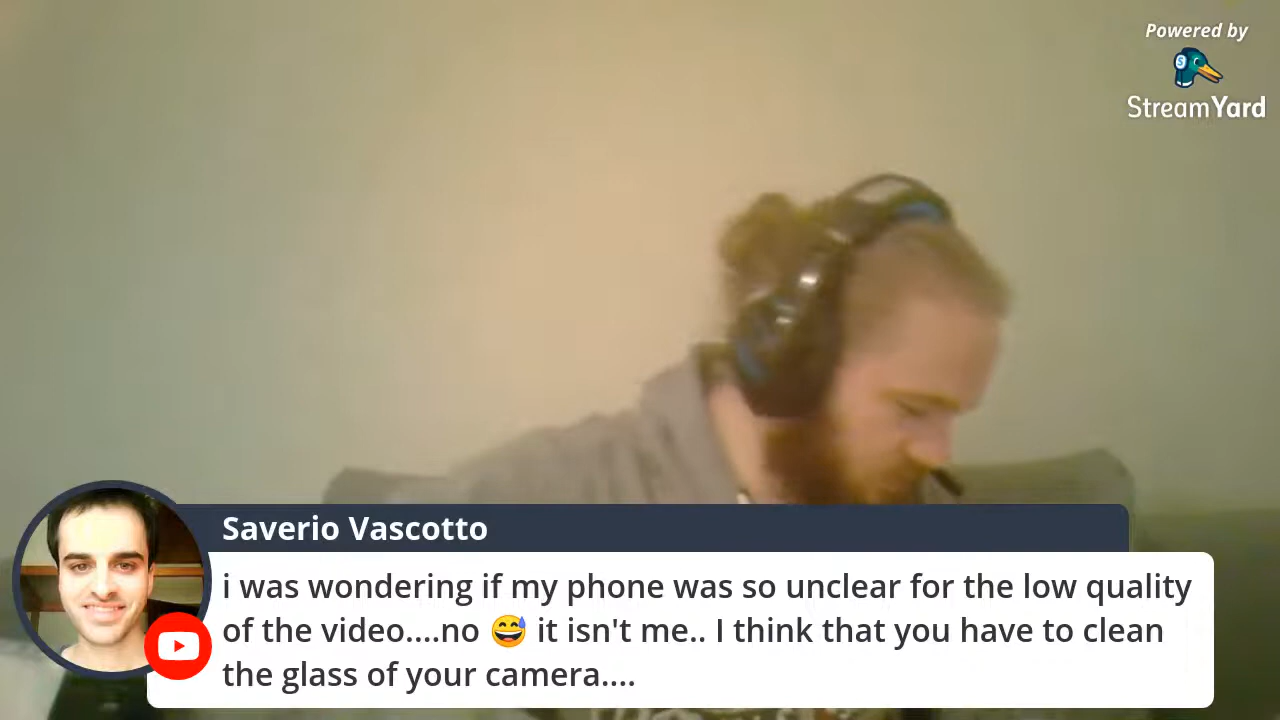 Powered by
StreamYard
Saverio Vascotto
i was wondering if my phone was so unclear for the low quality
of the video....no 😅 it isn't me.. I think that you have to clean
the glass of your camera....